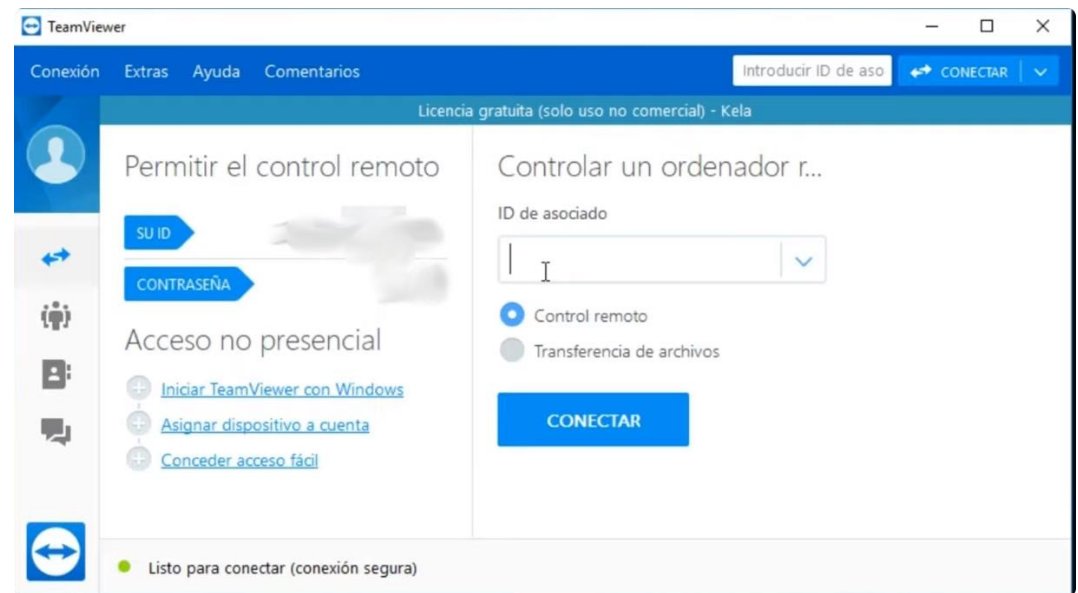 TeamViewer
Conexión Extras Ayuda Comentarios
Introducir ID de aso
CONECTAR
Licencia gratuita (solo uso no comercial) - Kela
Permitir el control remoto
SU ID
CONTRASEÑA
Acceso no presencial
Iniciar TeamViewer con Windows
Asignar dispositivo a cuenta
Conceder acceso fácil
Controlar un ordenador r...
ID de asociado
Control remoto
Transferencia de archivos
CONECTAR
Listo para conectar (conexión segura)